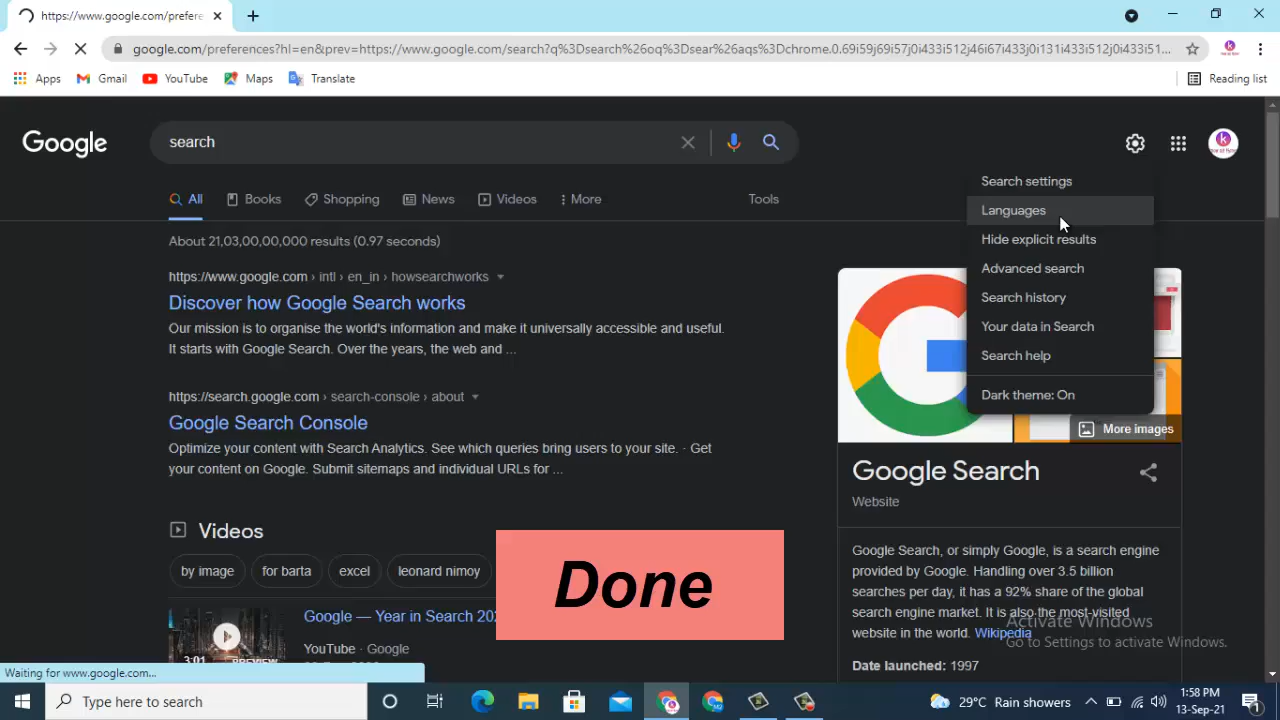 https://www.google.com/prefere
google.com/preferences?hl=en&prev=https://www.google.com/search?q%3Dsearch%26oq%3Dsear%26aqs%3Dchrome.0.69i59j69i57j0i433i512j46i67i433j0i131i433i512j0i433i51...
Apps
Gmail
YouTube
Maps
Translate
Reading list
Google
search
All
Books
Shopping
News
Videos
More
Tools
Search settings
Languages
Hide explicit results
Advanced search
Search history
Your data in Search
Search help
Dark theme: On
About 21,03,00,00,000 results (0.97 seconds)
https://www.google.com › intl › en_in › howsearchworks
Discover how Google Search works
Our mission is to organise the world's information and make it universally accessible and useful.
It starts with Google Search. Over the years, the web and ...
https://search.google.com › search-console › about
Google Search Console
Optimize your content with Search Analytics. See which queries bring users to your site. · Get
your content on Google. Submit sitemaps and individual URLs for ...
Videos
by image
for barta
excel
leonard nimoy
Google — Year in Search 202
YouTube · Google
3:01
PREVIEW
Done
More images
Google Search
Website
Google Search, or simply Google, is a search engine
provided by Google. Handling over 3.5 billion
searches per day, it has a 92% share of the global
search engine market. It is also the most-visited
website in the world. Wikipedia
Date launched: 1997
Activate Windows
Go to Settings to activate Windows.
Waiting for www.google.com...
Type here to search
29°C Rain showers
1:58 PM
13-Sep-21
1